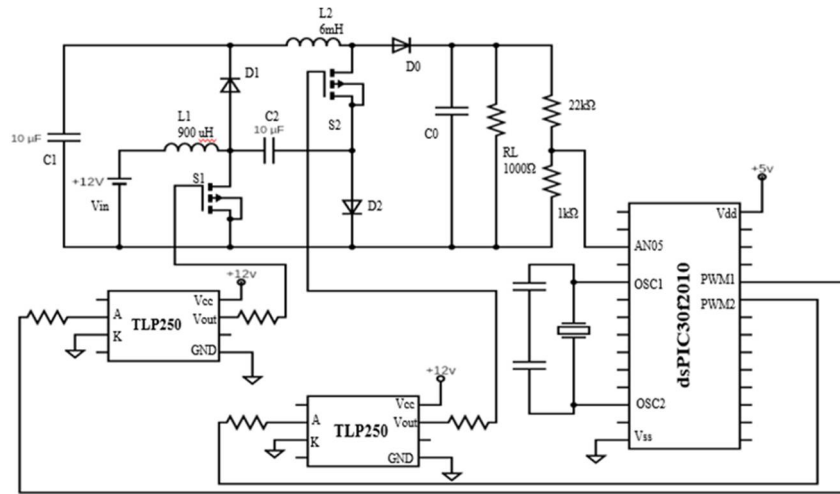 L2
6mH
D1
D0
L1
900 uH
C2
10 µF
S2
10 µF
C1
+12V
Vin
S1
D2
C0
RL
1000Ω
22kΩ
1kΩ
+5v
Vdd
AN05
OSC1
PWM1
PWM2
dsPIC30f2010
OSC2
Vss
+12v
Vcc
A
Vout
TLP250
K
GND
+12v
Vcc
A
Vout
TLP250
K
GND